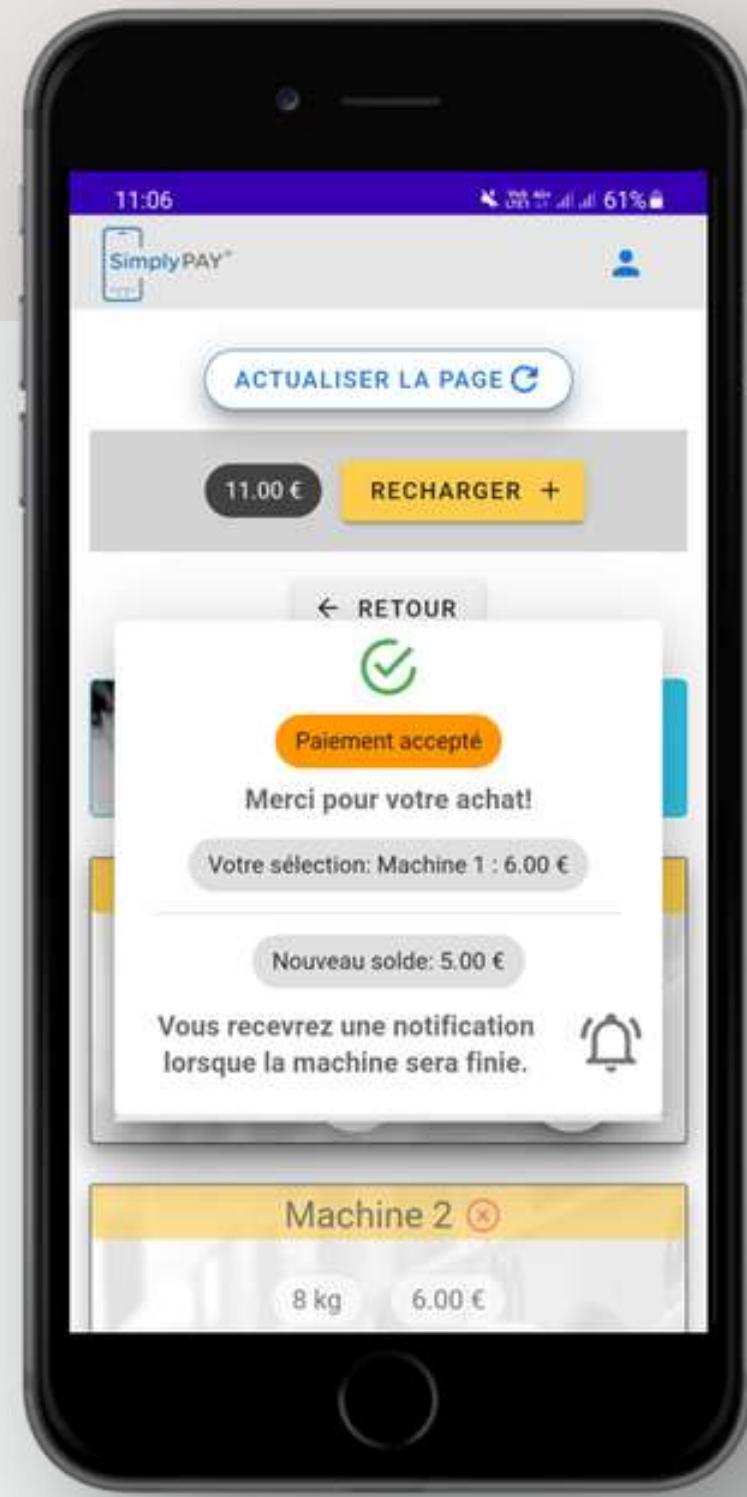 11:06
61%
SimplyPAY
ACTUALISER LA PAGE
11.00 €
RECHARGER +
← RETOUR
Paiement accepté
Merci pour votre achat!
Votre sélection: Machine 1 : 6.00 €
Nouveau solde: 5.00 €
Vous recevrez une notification
lorsque la machine sera finie.
Machine 2
8 kg
6.00 €